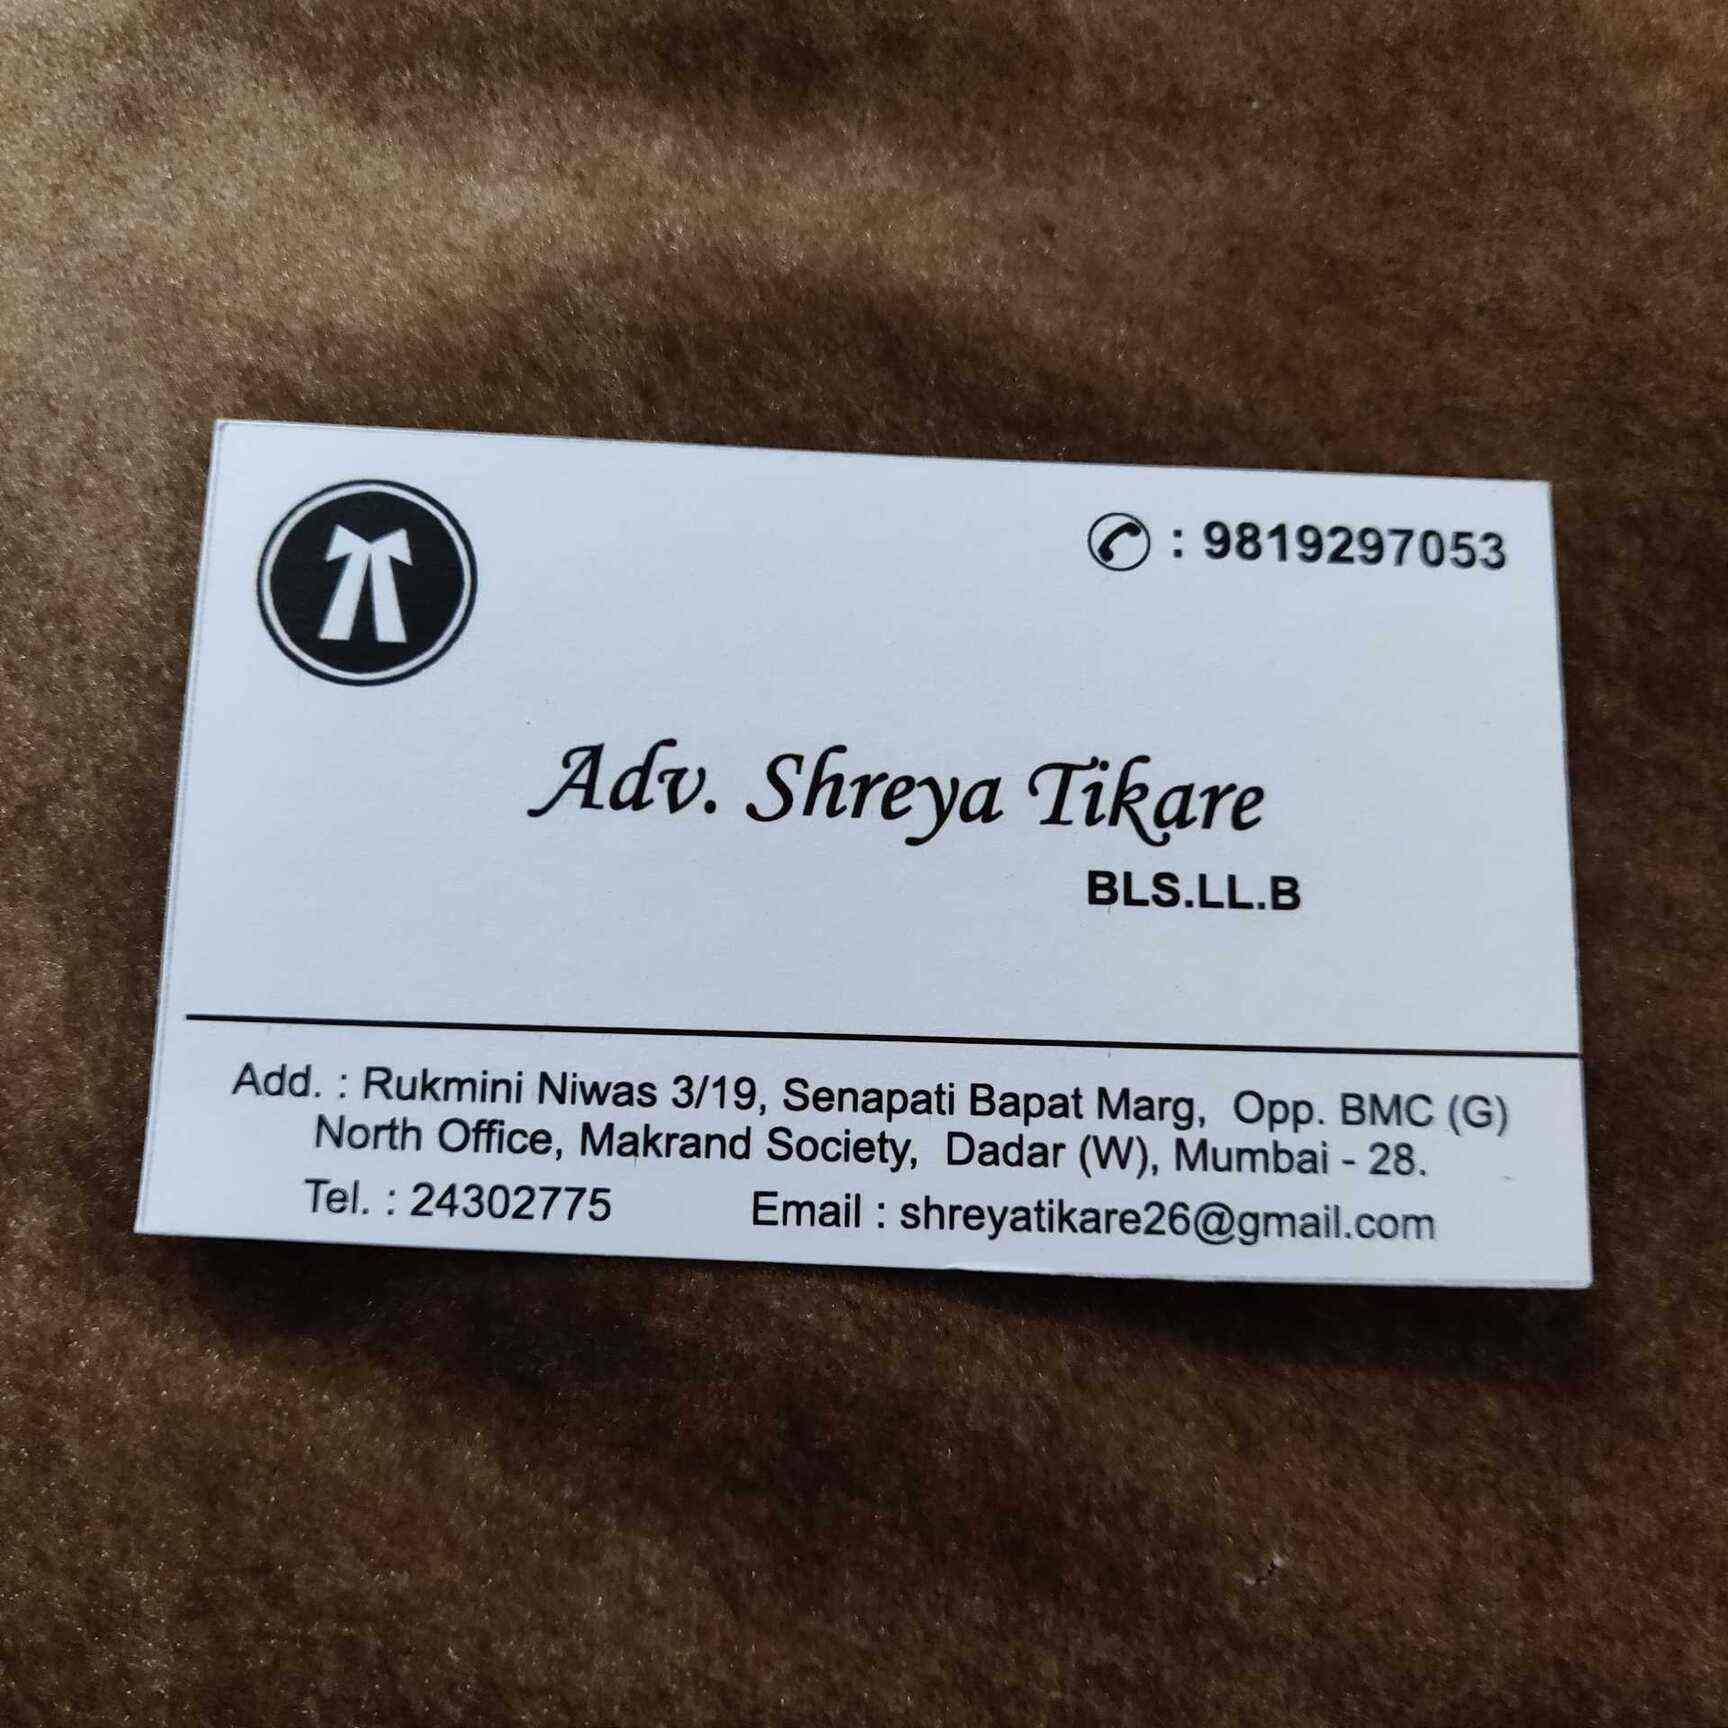 : 9819297053
Adv. Shreya Tikare
BLS.LL.B
Add. : Rukmini Niwas 3/19, Senapati Bapat Marg, Opp. BMC (G)
North Office, Makrand Society, Dadar (W), Mumbai - 28.
Tel. : 24302775 Email : shreyatikare26@gmail.com